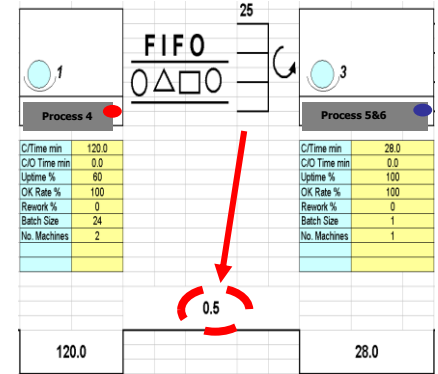 25
FIFO
1
3
Process 4
Process 5&6
C/Time min 120.0
C/O Time min 0.0
Uptime % 60
OK Rate % 100
Rework % 0
Batch Size 24
No. Machines 2
C/Time min 28.0
C/O Time min 0.0
Uptime % 100
OK Rate % 100
Rework % 0
Batch Size 1
No. Machines 1
0.5
120.0
28.0